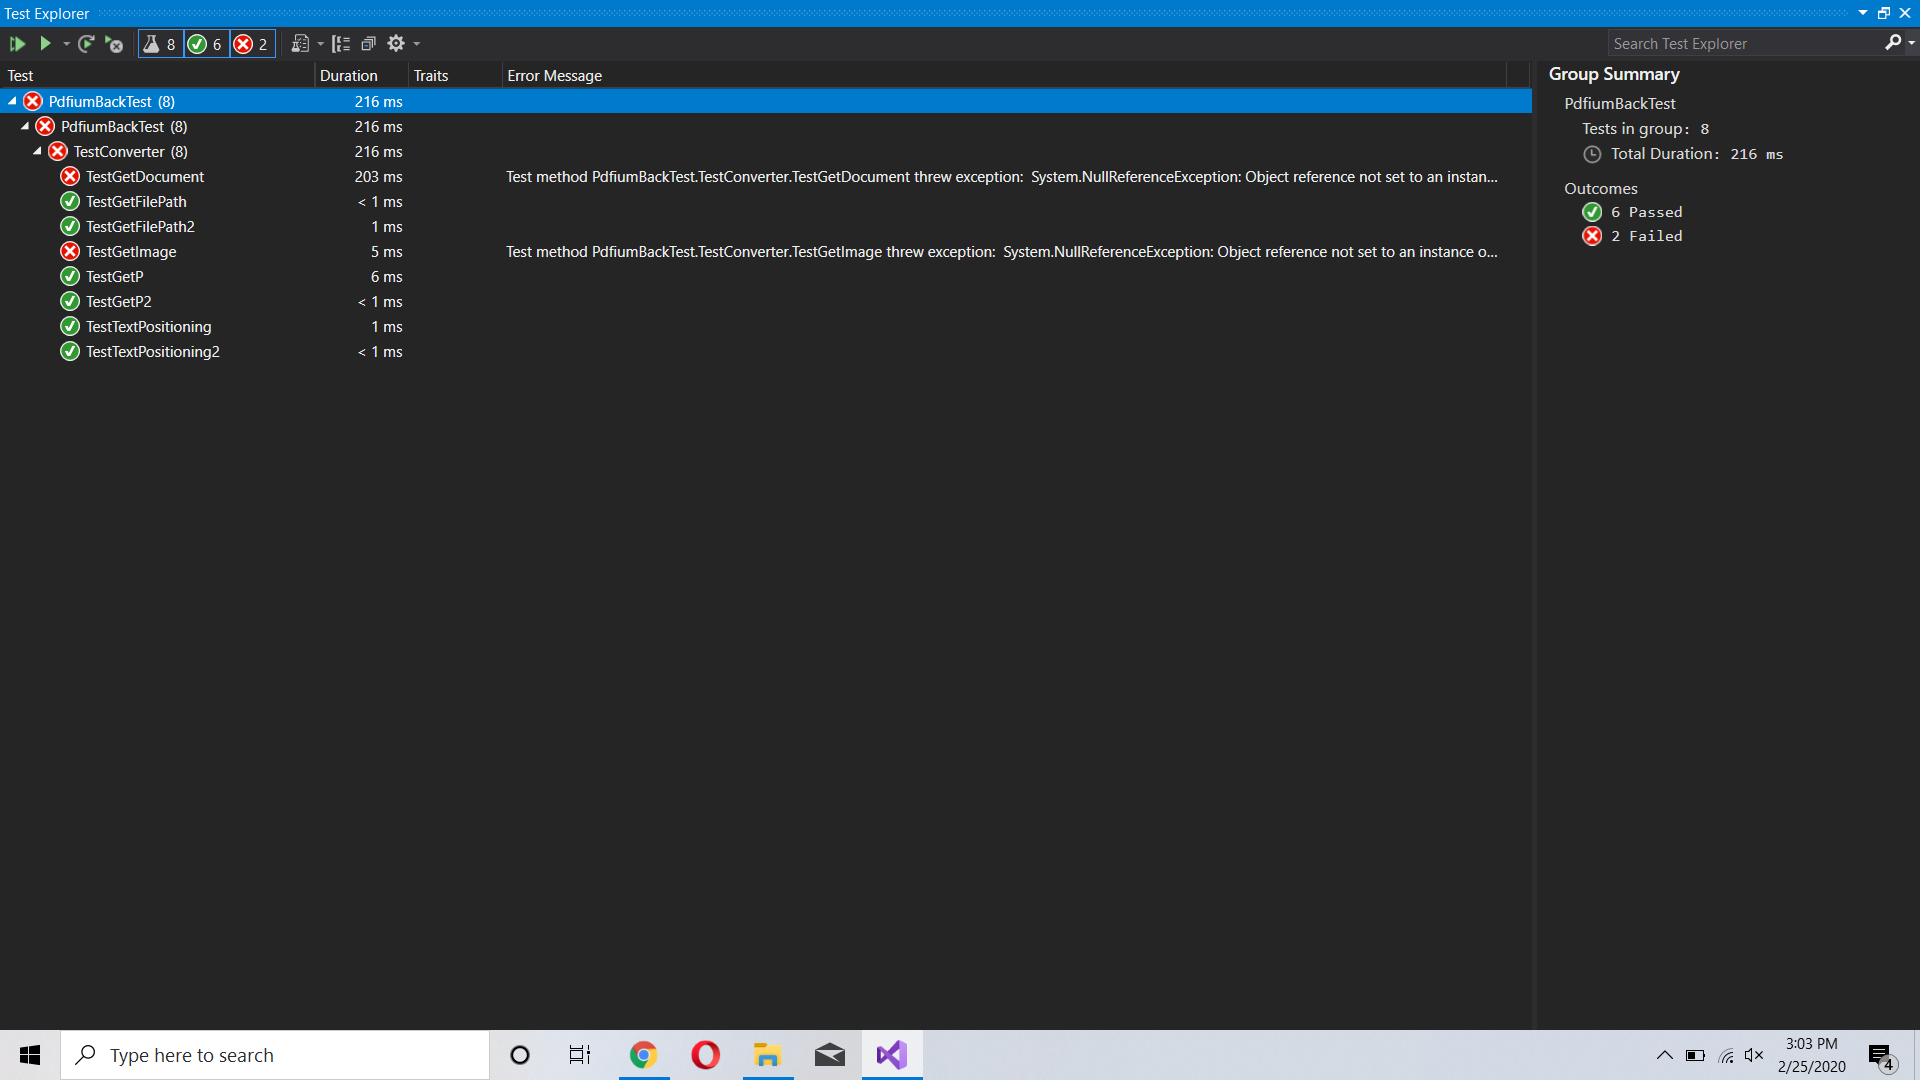 Test Explorer
8 6 2
Search Test Explorer
Test Duration Traits Error Message
PdfiumBackTest (8) 216 ms
PdfiumBackTest (8) 216 ms
TestConverter (8) 216 ms
TestGetDocument 203 ms Test method PdfiumBackTest.TestConverter.TestGetDocument threw exception: System.NullReferenceException: Object reference not set to an instan...
TestGetFilePath < 1 ms
TestGetFilePath2 1 ms
TestGetImage 5 ms Test method PdfiumBackTest.TestConverter.TestGetImage threw exception: System.NullReferenceException: Object reference not set to an instance o...
TestGetP 6 ms
TestGetP2 < 1 ms
TestTextPositioning 1 ms
TestTextPositioning2 < 1 ms
Group Summary
PdfiumBackTest
Tests in group: 8
Total Duration: 216 ms
Outcomes
6 Passed
2 Failed
Type here to search
3:03 PM
2/25/2020
4